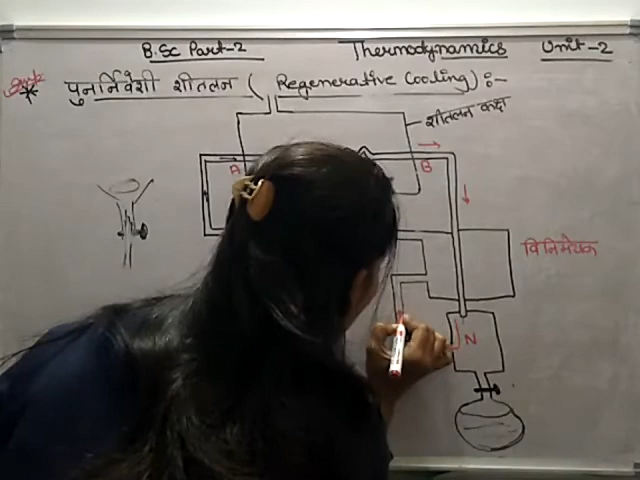 B.Sc Part-2 Thermodynamics Unit-2
पुनर्निवेशी शीतलन ( Regenerative Cooling) :-
शीतलन कक्ष
A
B
विनिमेयक
N